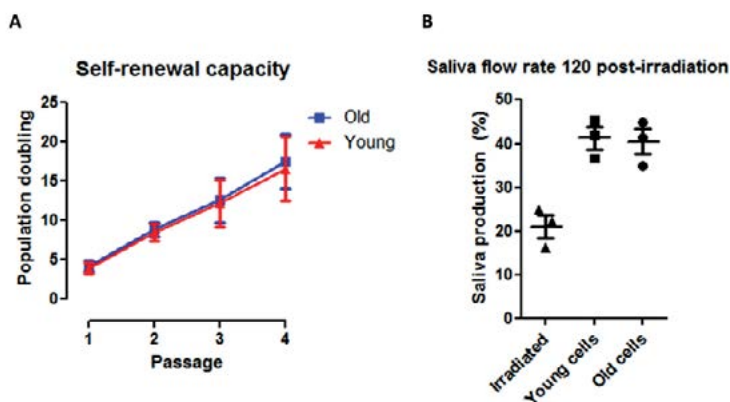 A
Self-renewal capacity
25
20
15
10
5
0
Population doubling
1 2 3 4
Passage
Old
Young
B
Saliva flow rate 120 post-irradiation
50
40
30
20
10
0
Saliva production (%)
Irradiated
Young cells
Old cells